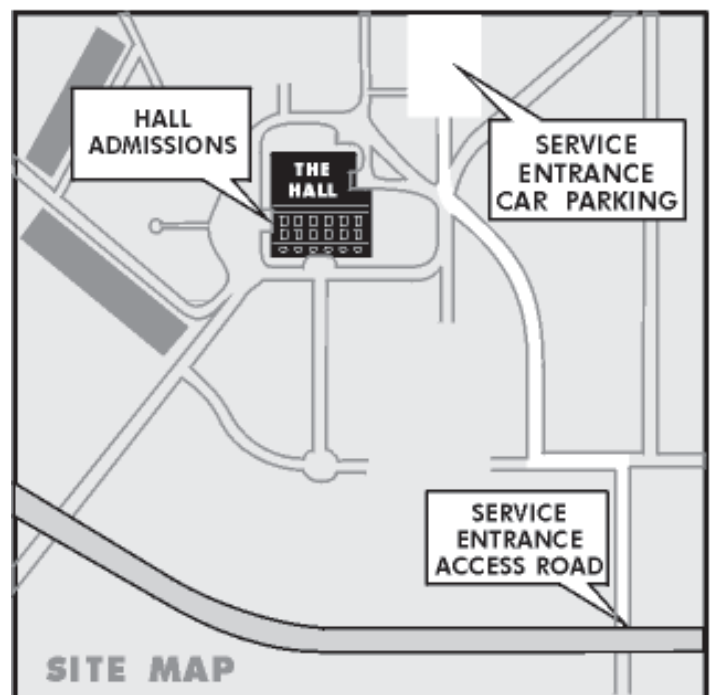 HALL
ADMISSIONS
THE
HALL
SERVICE
ENTRANCE
CAR PARKING
SERVICE
ENTRANCE
ACCESS ROAD
SITE MAP